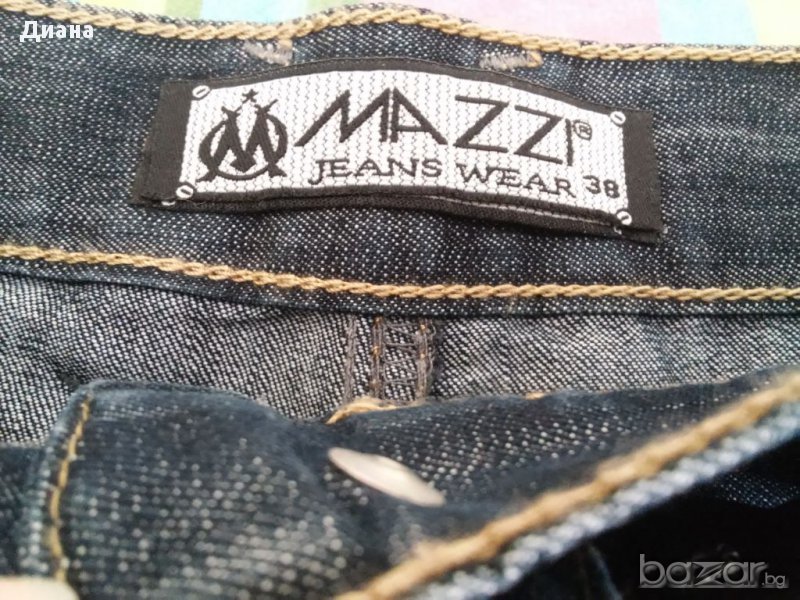 Диана
MAZZI®
JEANS WEAR 38
bazar.bg